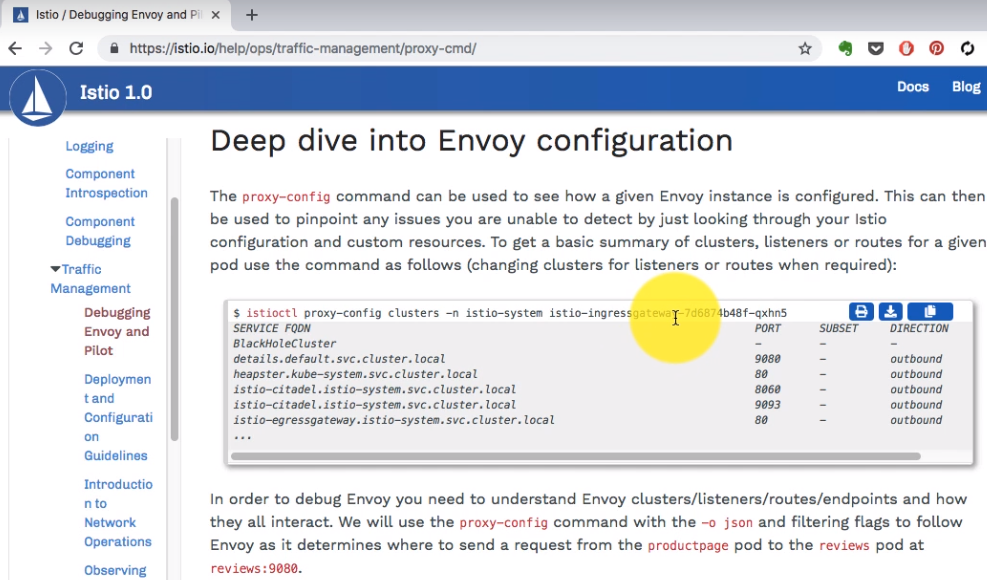 Istio / Debugging Envoy and Pi
https://istio.io/help/ops/traffic-management/proxy-cmd/
Istio 1.0
Docs
Blog
Logging
Component
Introspection
Component
Debugging
Traffic
Management
Debugging
Envoy and
Pilot
Deploymen
t and
Configurati
on
Guidelines
Introductio
n to
Network
Operations
Observing
Deep dive into Envoy configuration
The proxy-config command can be used to see how a given Envoy instance is configured. This can then
be used to pinpoint any issues you are unable to detect by just looking through your Istio
configuration and custom resources. To get a basic summary of clusters, listeners or routes for a given
pod use the command as follows (changing clusters for listeners or routes when required):
$ istioctl proxy-config clusters -n istio-system istio-ingressgateway-7d6874b48f-qxhn5
SERVICE FQDN PORT SUBSET DIRECTION
BlackHoleCluster - - -
details.default.svc.cluster.local 9080 - outbound
heapster.kube-system.svc.cluster.local 80 - outbound
istio-citadel.istio-system.svc.cluster.local 8060 - outbound
istio-citadel.istio-system.svc.cluster.local 9093 - outbound
istio-egressgateway.istio-system.svc.cluster.local 80 - outbound
...
In order to debug Envoy you need to understand Envoy clusters/listeners/routes/endpoints and how
they all interact. We will use the proxy-config command with the -o json and filtering flags to follow
Envoy as it determines where to send a request from the productpage pod to the reviews pod at
reviews:9080.